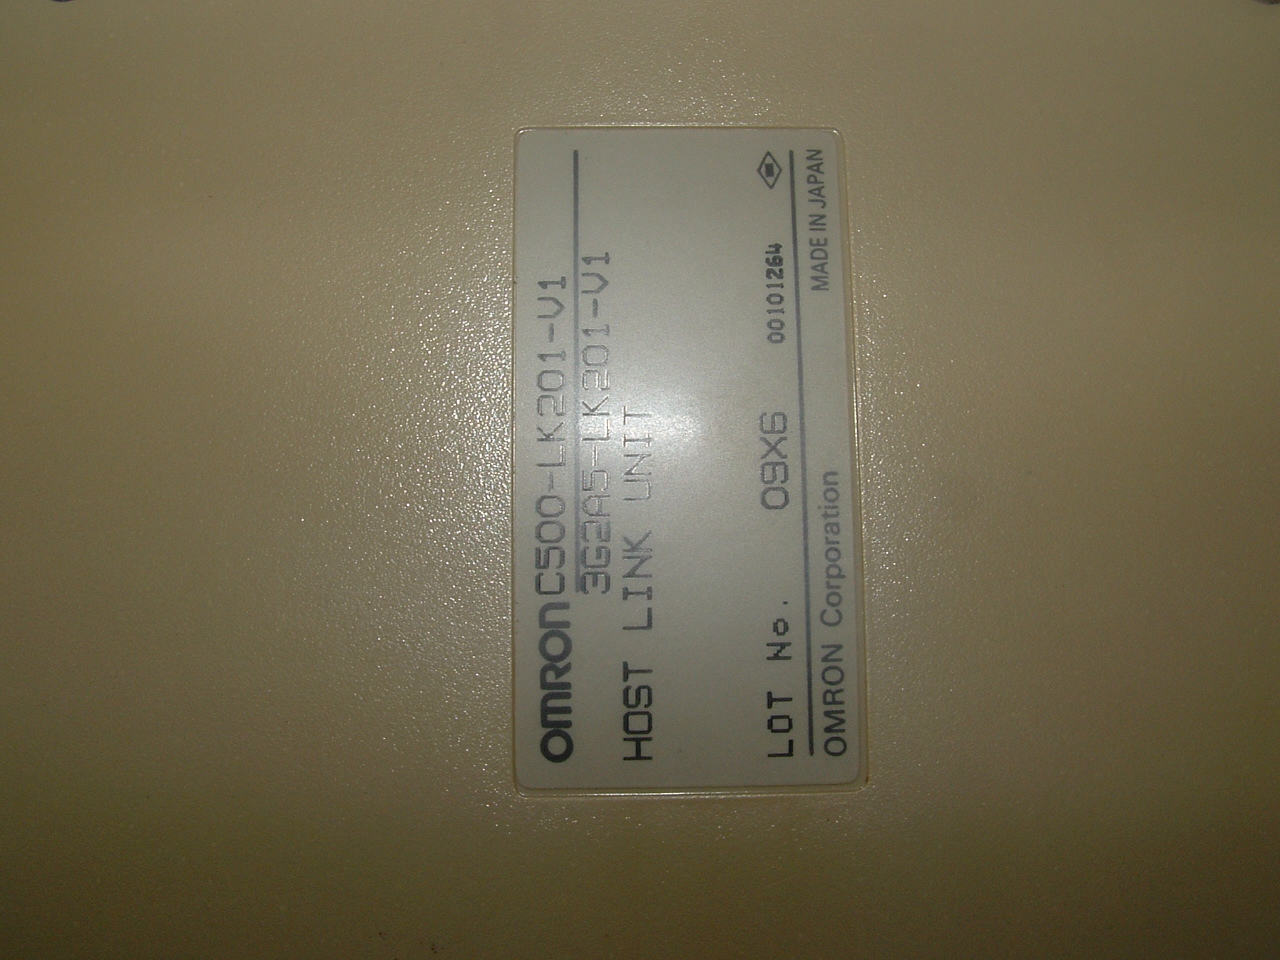 OMRON C500-LK201-V1
3G2A5-LK201-V1
HOST LINK UNIT
LOT No. 09X6 00101264
OMRON Corporation MADE IN JAPAN